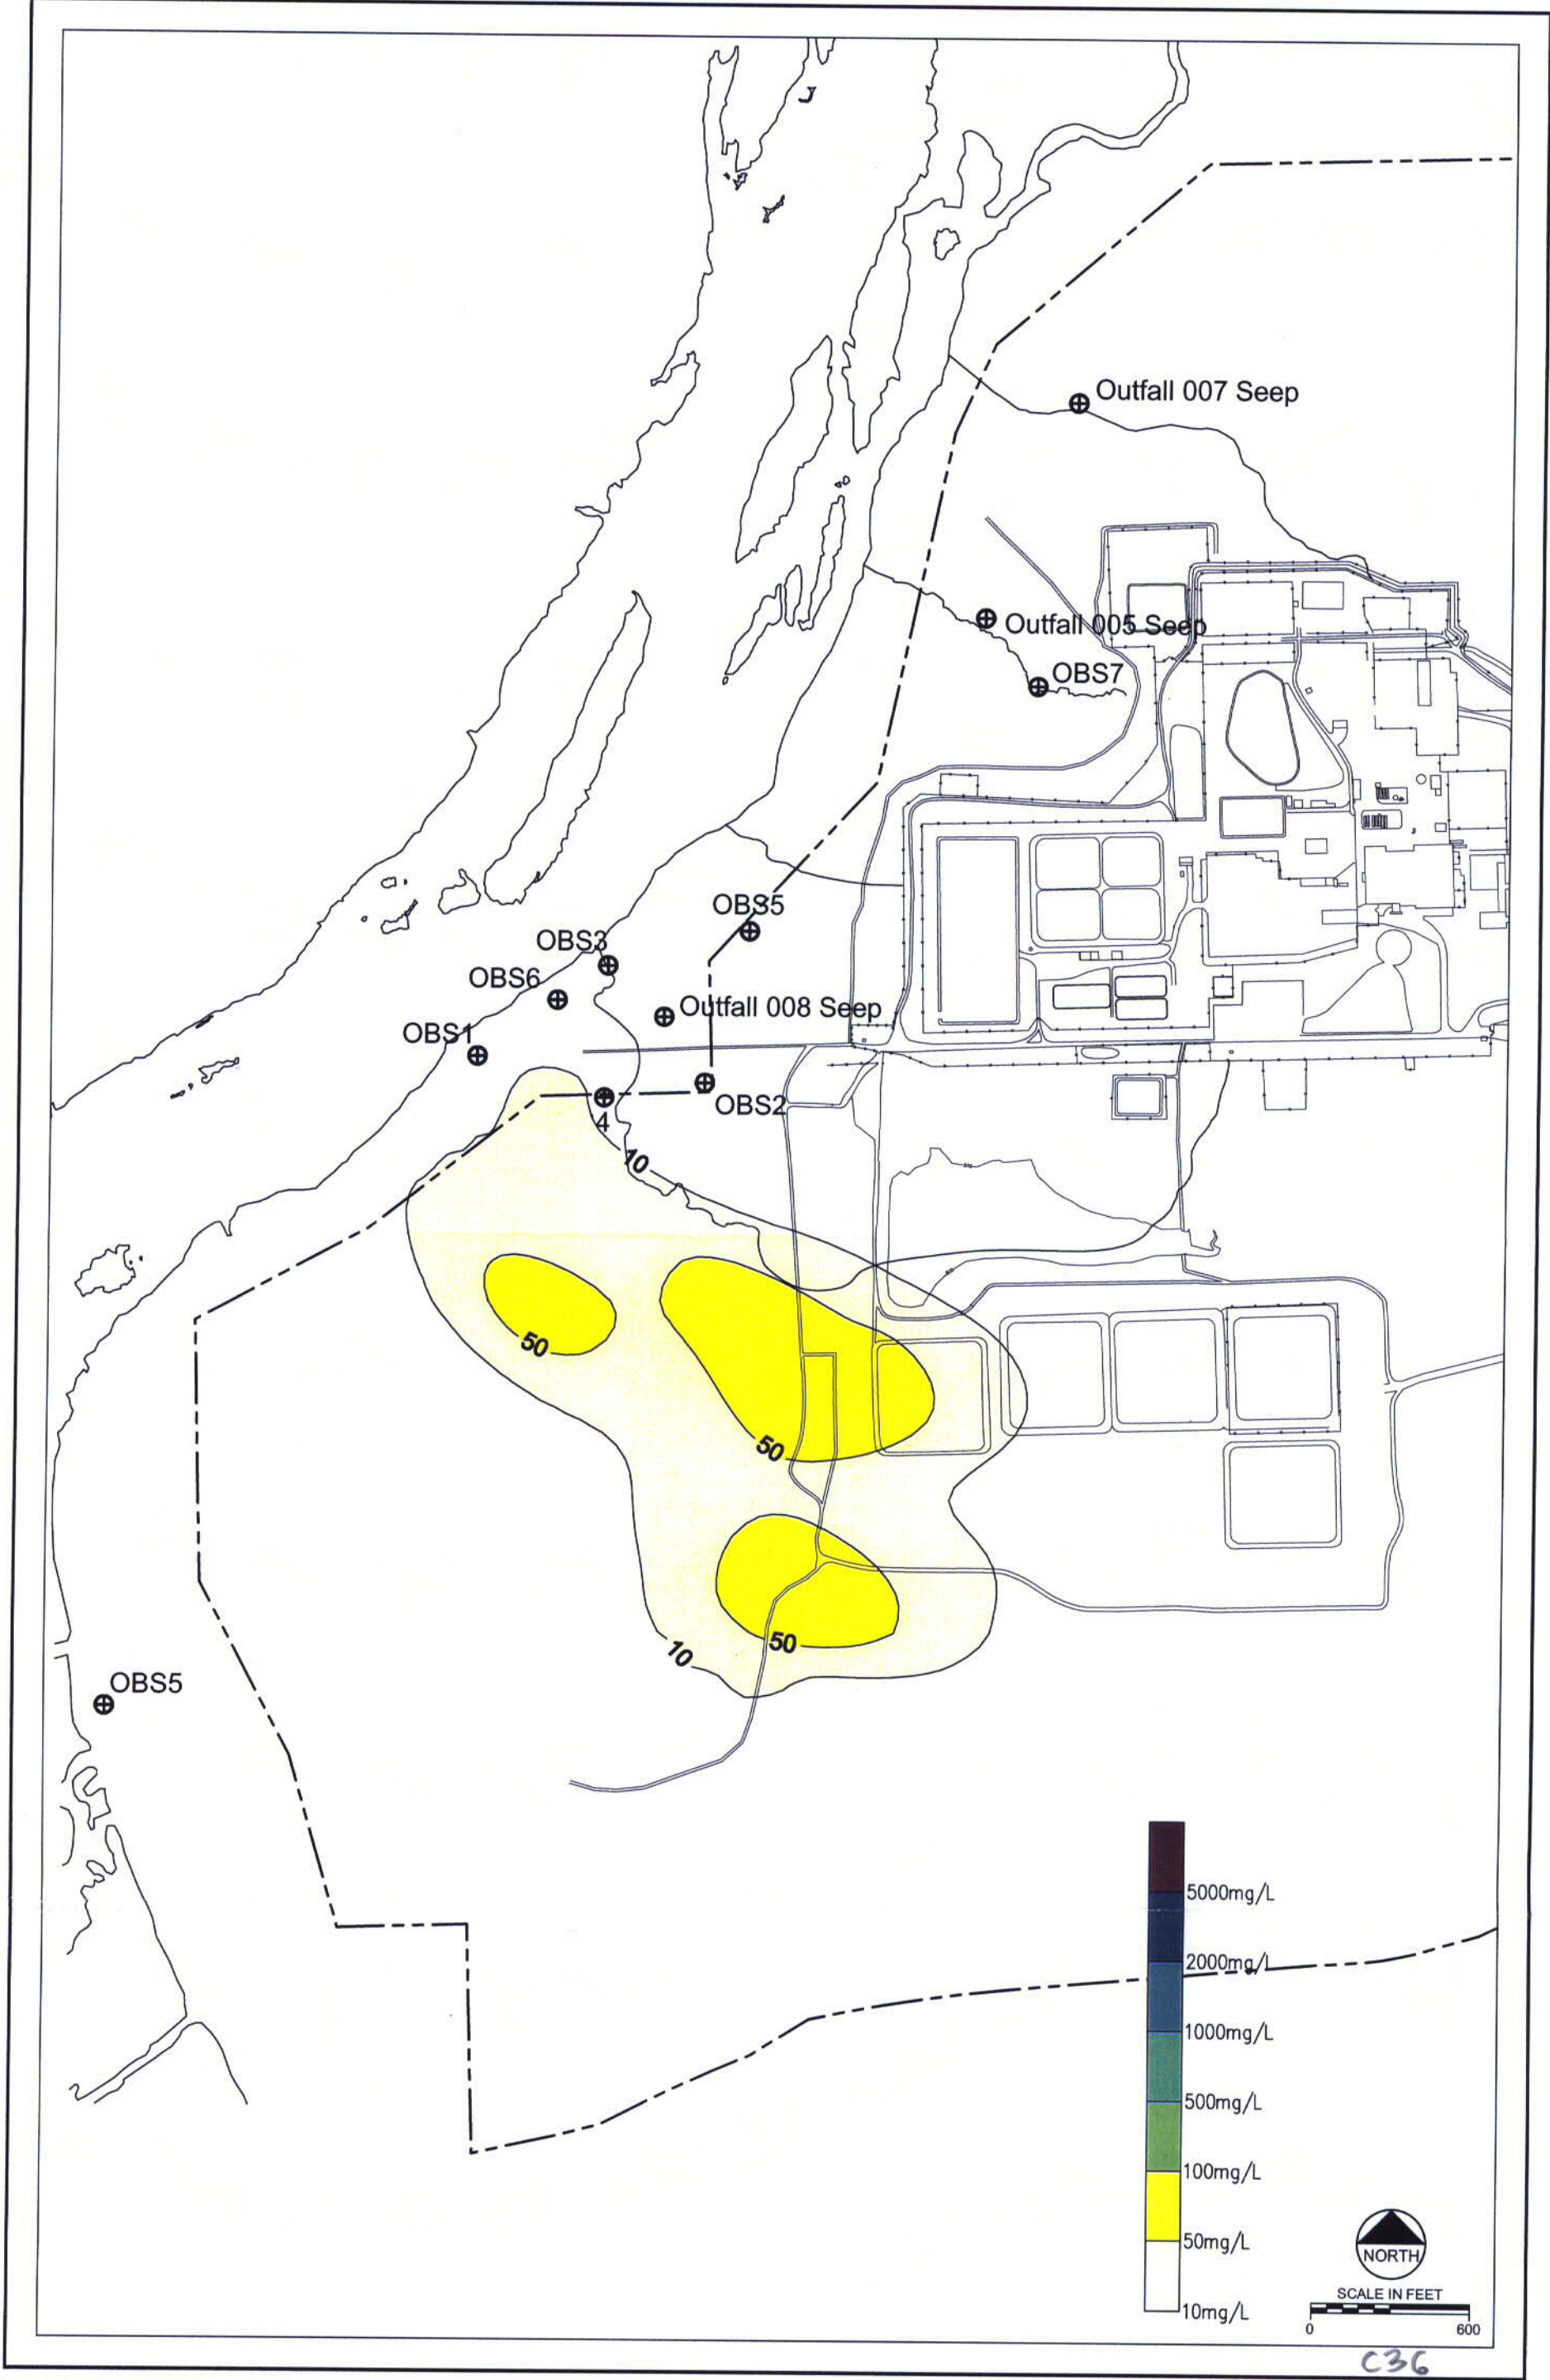 Outfall 007 Seep
Outfall 005 Seep
OBS7
OBS5
OBS3
OBS6
Outfall 008 Seep
OBS1
OBS2
4
10
50
50
50
10
OBS5
5000mg/L
2000mg/L
1000mg/L
500mg/L
100mg/L
50mg/L
10mg/L
NORTH
SCALE IN FEET
0 600
C36